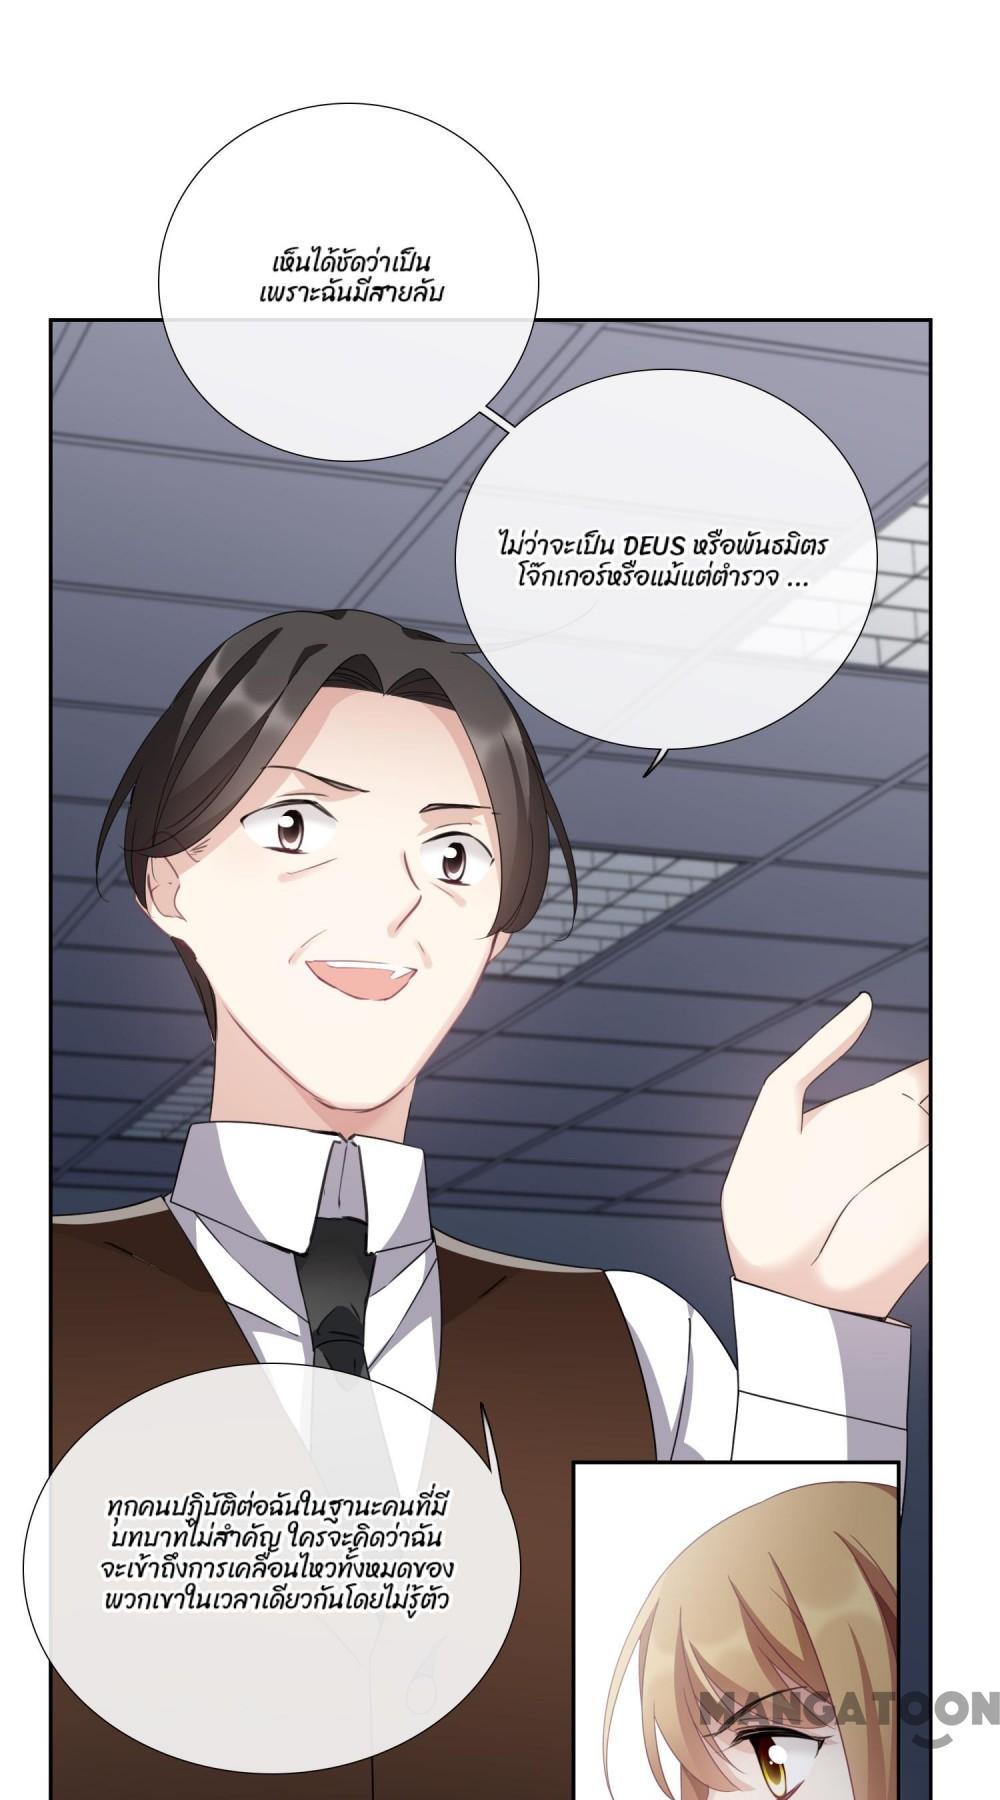 เห็นได้ชัดว่าเป็น
เพราะฉันมีสายลับ
ไม่ว่าจะเป็น DEUS หรือพันธมิตร
โจ๊กเกอร์หรือแม้แต่ตำรวจ ...
ทุกคนปฏิบัติต่อฉันในฐานะคนที่มี
บทบาทไม่สำคัญ ใครจะคิดว่าฉัน
จะเข้าถึงการเคลื่อนไหวทั้งหมดของ
พวกเขาในเวลาเดียวกันโดยไม่รู้ตัว
MANGATOON